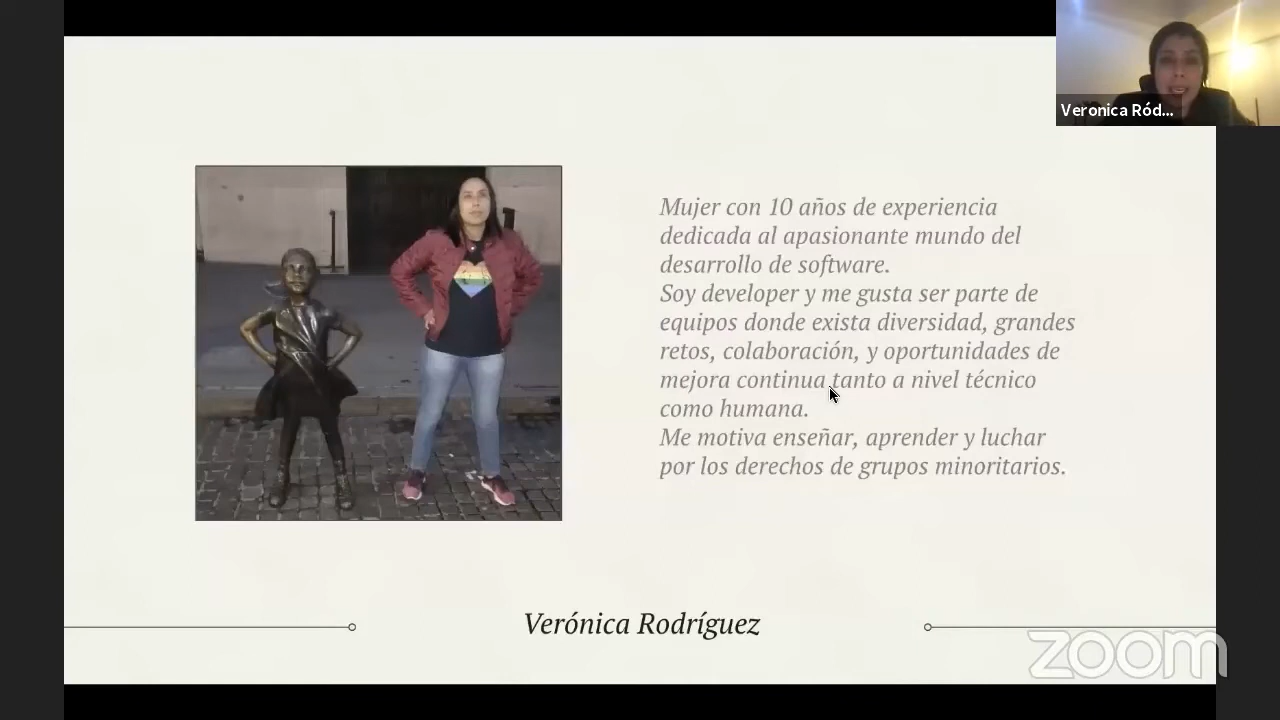 Veronica Ród...
Mujer con 10 años de experiencia
dedicada al apasionante mundo del
desarrollo de software.
Soy developer y me gusta ser parte de
equipos donde exista diversidad, grandes
retos, colaboración, y oportunidades de
mejora continua tanto a nivel técnico
como humana.
Me motiva enseñar, aprender y luchar
por los derechos de grupos minoritarios.
Verónica Rodríguez
zoom